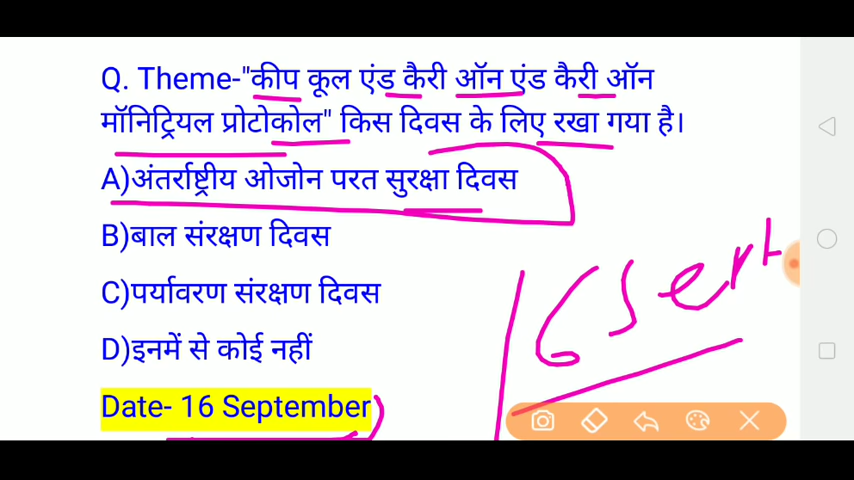 Q. Theme-"कीप कूल एंड कैरी ऑन एंड कैरी ऑन
मॉनिट्रियल प्रोटोकोल" किस दिवस के लिए रखा गया है।
A)अंतर्राष्ट्रीय ओजोन परत सुरक्षा दिवस
B)बाल संरक्षण दिवस
16 Sept
C)पर्यावरण संरक्षण दिवस
D)इनमें से कोई नहीं
Date- 16 September